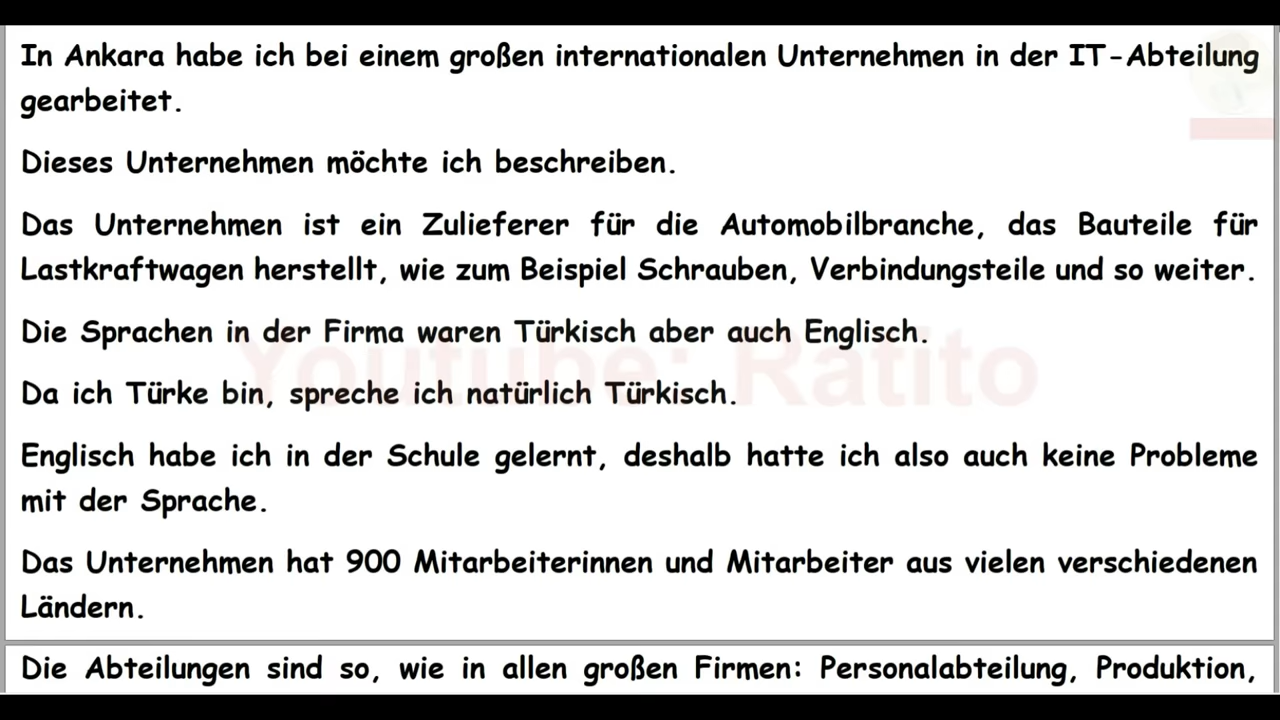 In Ankara habe ich bei einem großen internationalen Unternehmen in der IT-Abteilung
gearbeitet.
Dieses Unternehmen möchte ich beschreiben.
Das Unternehmen ist ein Zulieferer für die Automobilbranche, das Bauteile für
Lastkraftwagen herstellt, wie zum Beispiel Schrauben, Verbindungsteile und so weiter.
Die Sprachen in der Firma waren Türkisch aber auch Englisch.
Youtube: Ratito
Da ich Türke bin, spreche ich natürlich Türkisch.
Englisch habe ich in der Schule gelernt, deshalb hatte ich also auch keine Probleme
mit der Sprache.
Das Unternehmen hat 900 Mitarbeiterinnen und Mitarbeiter aus vielen verschiedenen
Ländern.
Die Abteilungen sind so, wie in allen großen Firmen: Personalabteilung, Produktion,